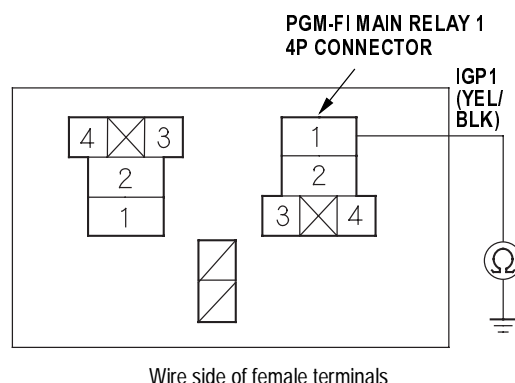 PGM-FI MAIN RELAY 1
4P CONNECTOR
IGP1
(YEL/
BLK)
4 3
2
1
1
2
3 4
Ω
Wire side of female terminals